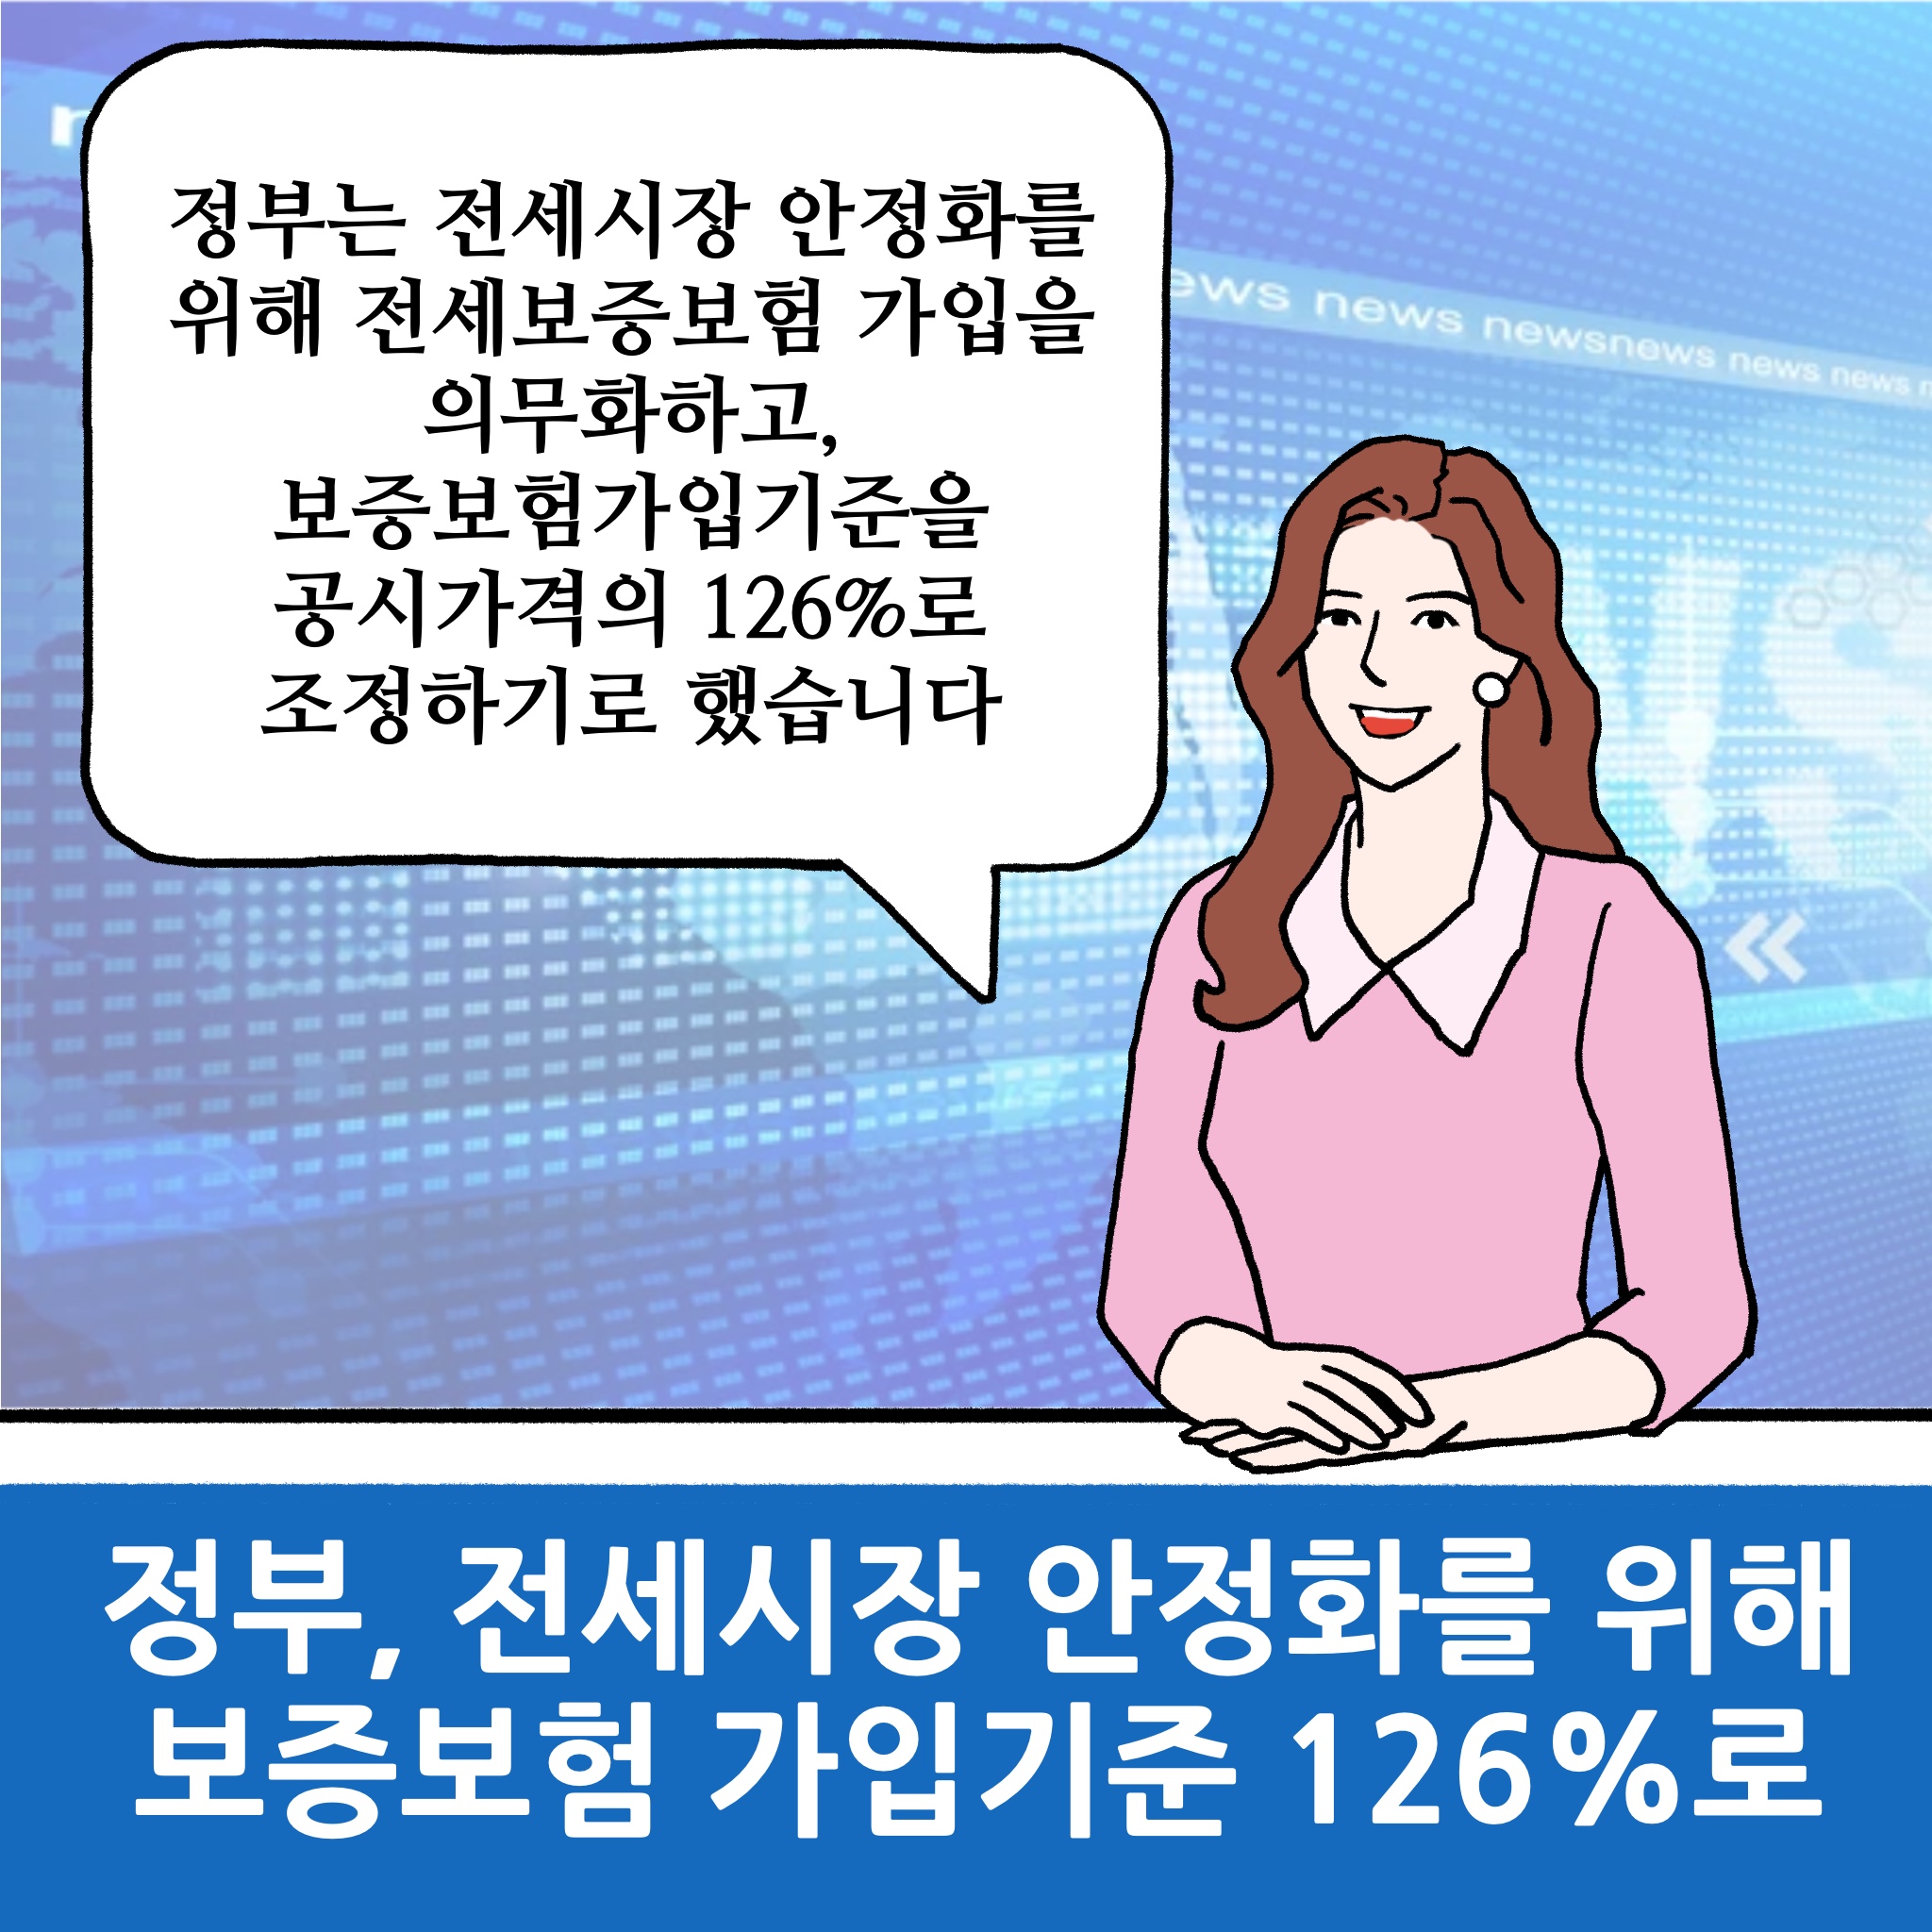 정부는 전세시장 안정화를
위해 전세보증보험 가입을
의무화하고,
보증보험가입기준을
공시가격의 126%로
조정하기로 했습니다
news news newsnews news news
정부, 전세시장 안정화를 위해
보증보험 가입기준 126%로